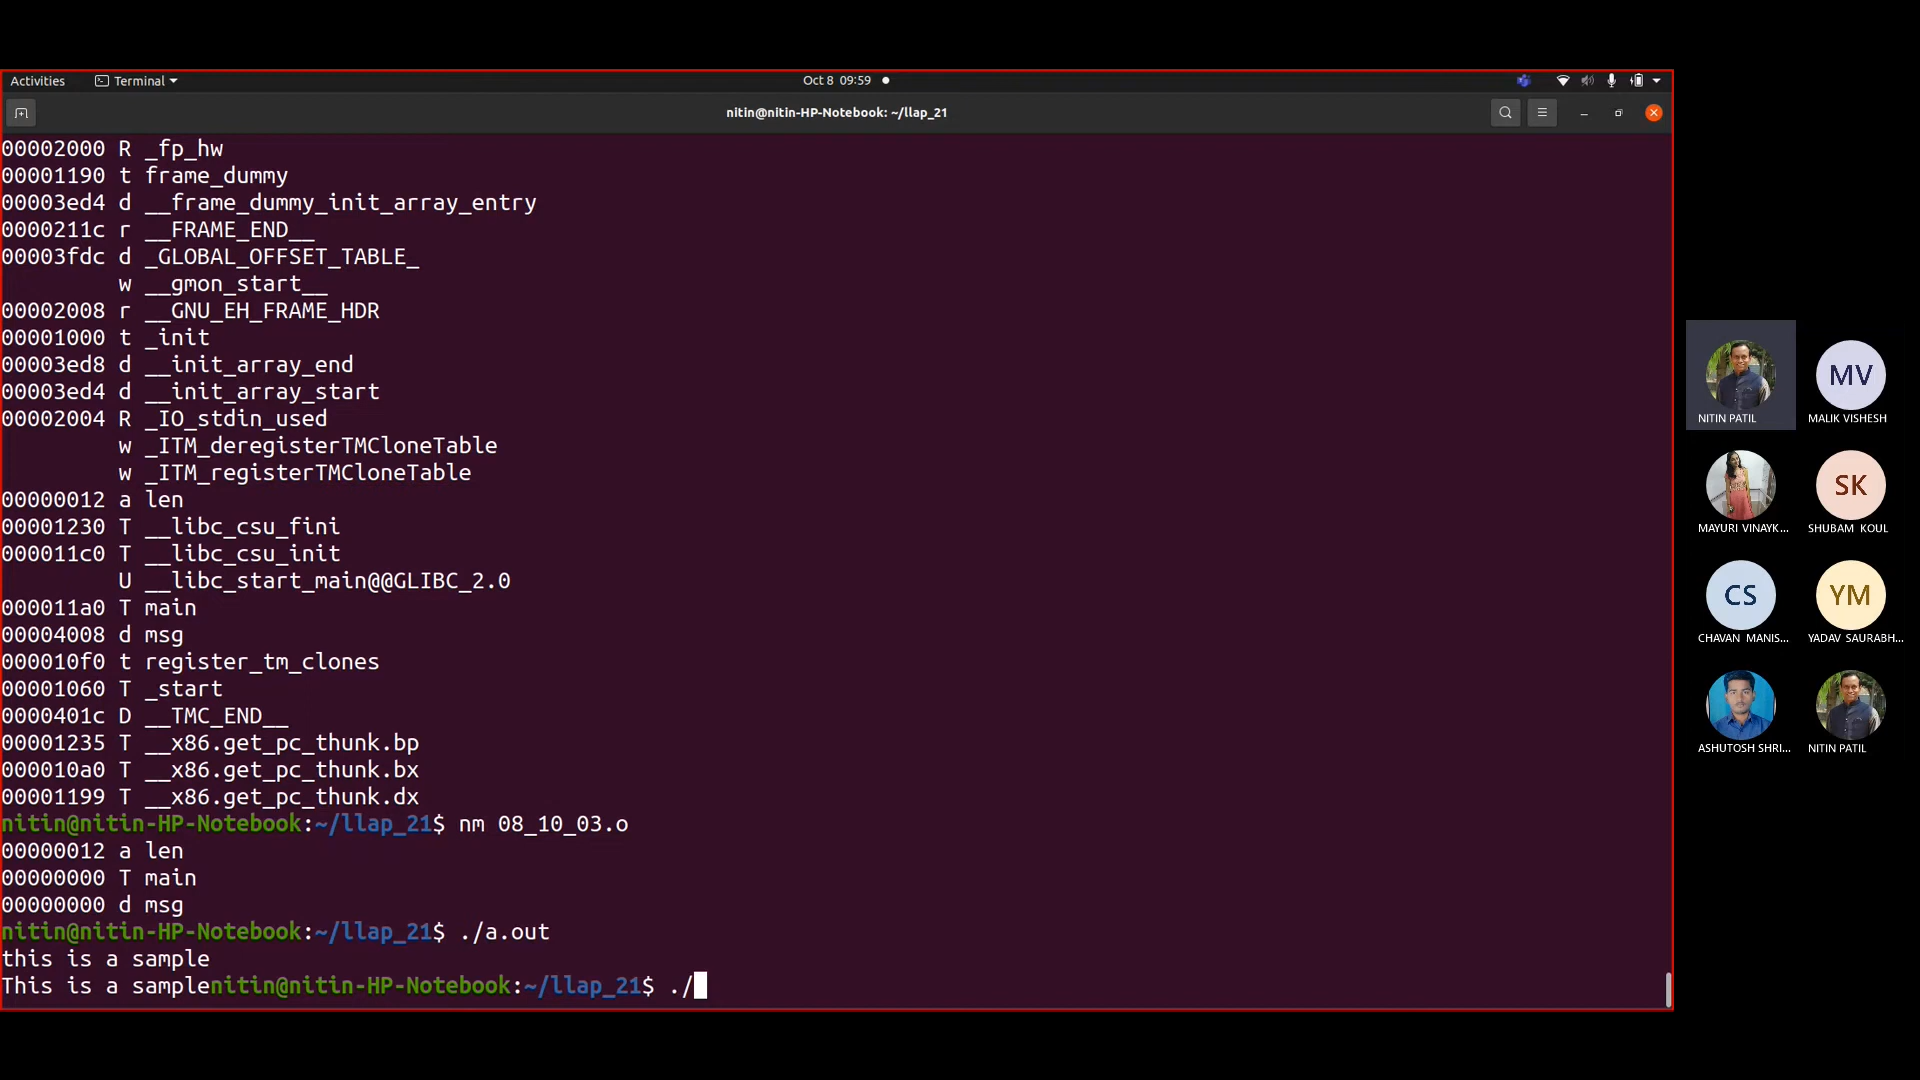 Activities Terminal Oct 8 09:59
nitin@nitin-HP-Notebook: ~/llap_21
00002000 R _fp_hw
00001190 t frame_dummy
00003ed4 d __frame_dummy_init_array_entry
0000211c r __FRAME_END__
00003fdc d _GLOBAL_OFFSET_TABLE_
w __gmon_start__
00002008 r __GNU_EH_FRAME_HDR
00001000 t _init
00003ed8 d __init_array_end
00003ed4 d __init_array_start
00002004 R _IO_stdin_used
w _ITM_deregisterTMCloneTable
w _ITM_registerTMCloneTable
00000012 a len
00001230 T __libc_csu_fini
000011c0 T __libc_csu_init
U __libc_start_main@@GLIBC_2.0
000011a0 T main
00004008 d msg
000010f0 t register_tm_clones
00001060 T _start
0000401c D __TMC_END__
00001235 T __x86.get_pc_thunk.bp
000010a0 T __x86.get_pc_thunk.bx
00001199 T __x86.get_pc_thunk.dx
nitin@nitin-HP-Notebook:~/llap_21$ nm 08_10_03.o
00000012 a len
00000000 T main
00000000 d msg
nitin@nitin-HP-Notebook:~/llap_21$ ./a.out
this is a sample
This is a samplenitin@nitin-HP-Notebook:~/llap_21$ ./
NITIN PATIL
MV
MALIK VISHESH
MAYURI VINAYK...
SK
SHUBAM KOUL
CS
CHAVAN MANIS...
YM
YADAV SAURABH...
ASHUTOSH SHRI...
NITIN PATIL